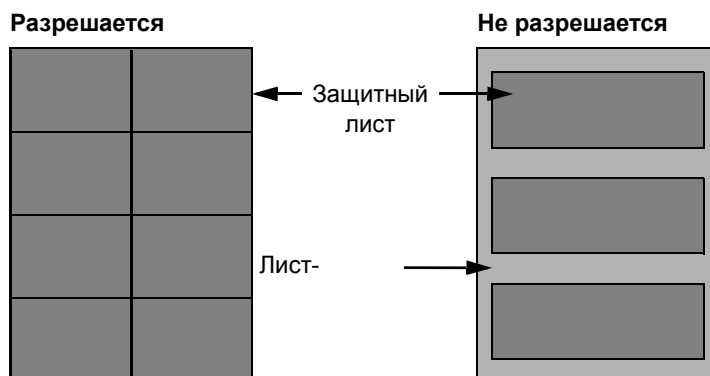 Разрешается
Не разрешается
Защитный
лист
Лист-